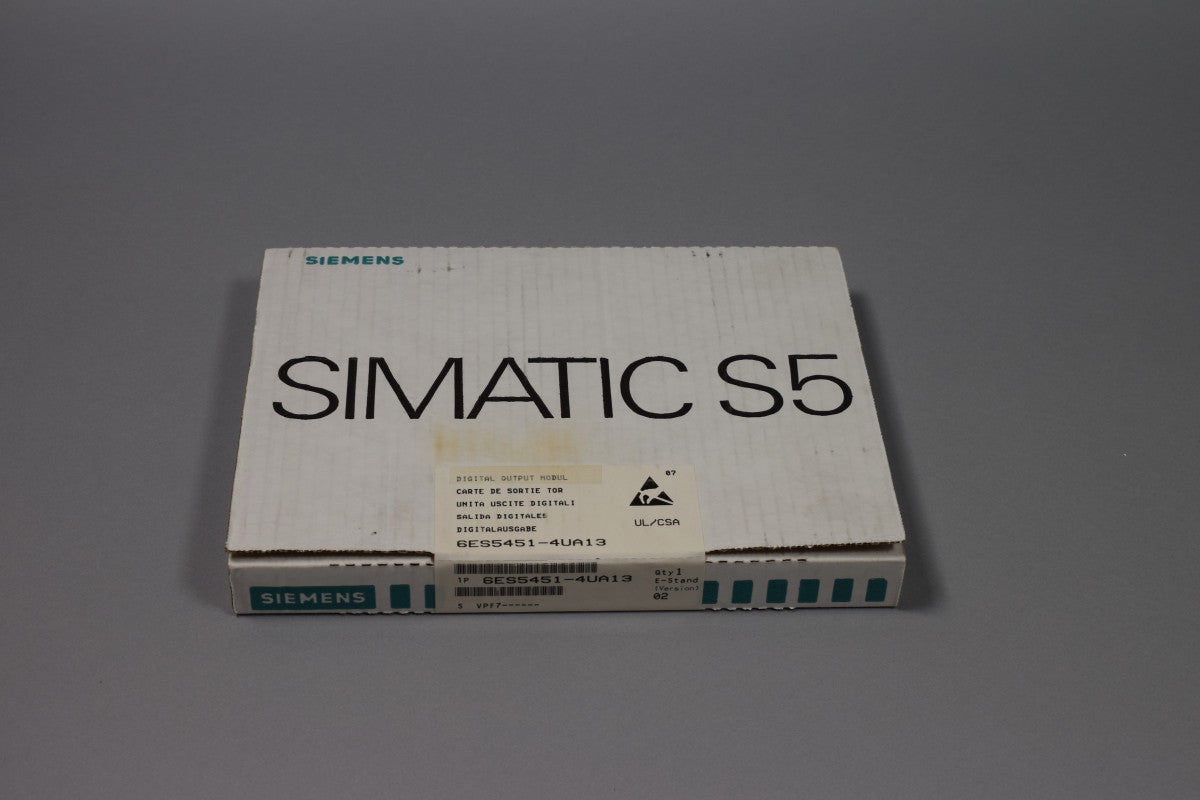 SIEMENS
SIMATIC S5
DIGITAL OUTPUT MODUL
CARTE DE SORTIE TOR
UNITA USCITE DIGITALI
SALIDA DIGITALES
DIGITALAUSGABE
6ES5451-4UA13
07
UL/CSA
1P 6ES5451-4UA13
S VPF7------
Qty 1
E-Stand
(Version)
02
SIEMENS